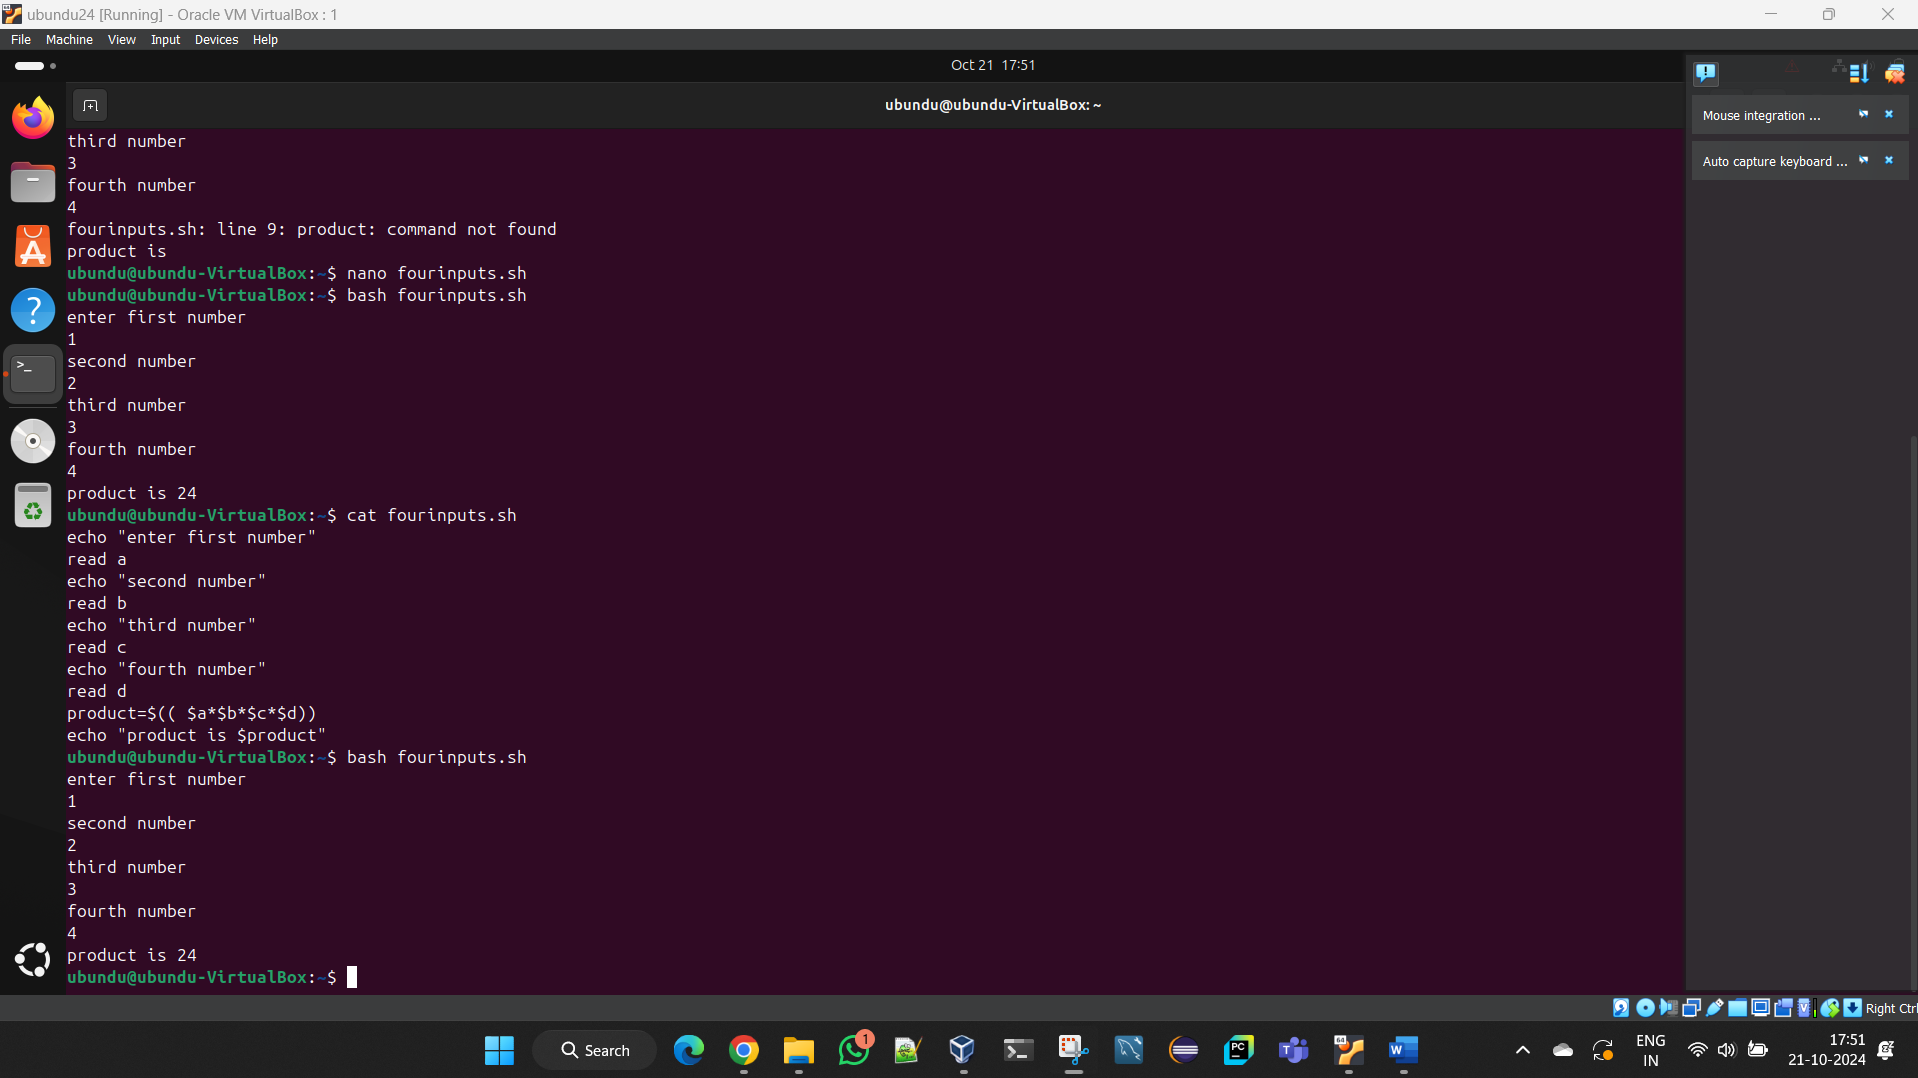 ubundu24 [Running] - Oracle VM VirtualBox : 1
File Machine View Input Devices Help
Oct 21 17:51
ubundu@ubundu-VirtualBox: ~
Mouse integration ...
Auto capture keyboard ...
third number
3
fourth number
4
fourinputs.sh: line 9: product: command not found
product is
ubundu@ubundu-VirtualBox:~$ nano fourinputs.sh
ubundu@ubundu-VirtualBox:~$ bash fourinputs.sh
enter first number
1
second number
2
third number
3
fourth number
4
product is 24
ubundu@ubundu-VirtualBox:~$ cat fourinputs.sh
echo "enter first number"
read a
echo "second number"
read b
echo "third number"
read c
echo "fourth number"
read d
product=$(( $a*$b*$c*$d))
echo "product is $product"
ubundu@ubundu-VirtualBox:~$ bash fourinputs.sh
enter first number
1
second number
2
third number
3
fourth number
4
product is 24
ubundu@ubundu-VirtualBox:~$
Right Ctrl
Search
1
PC
64
ENG
IN
17:51
21-10-2024